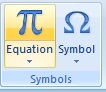 π Ω
Equation Symbol
Symbols